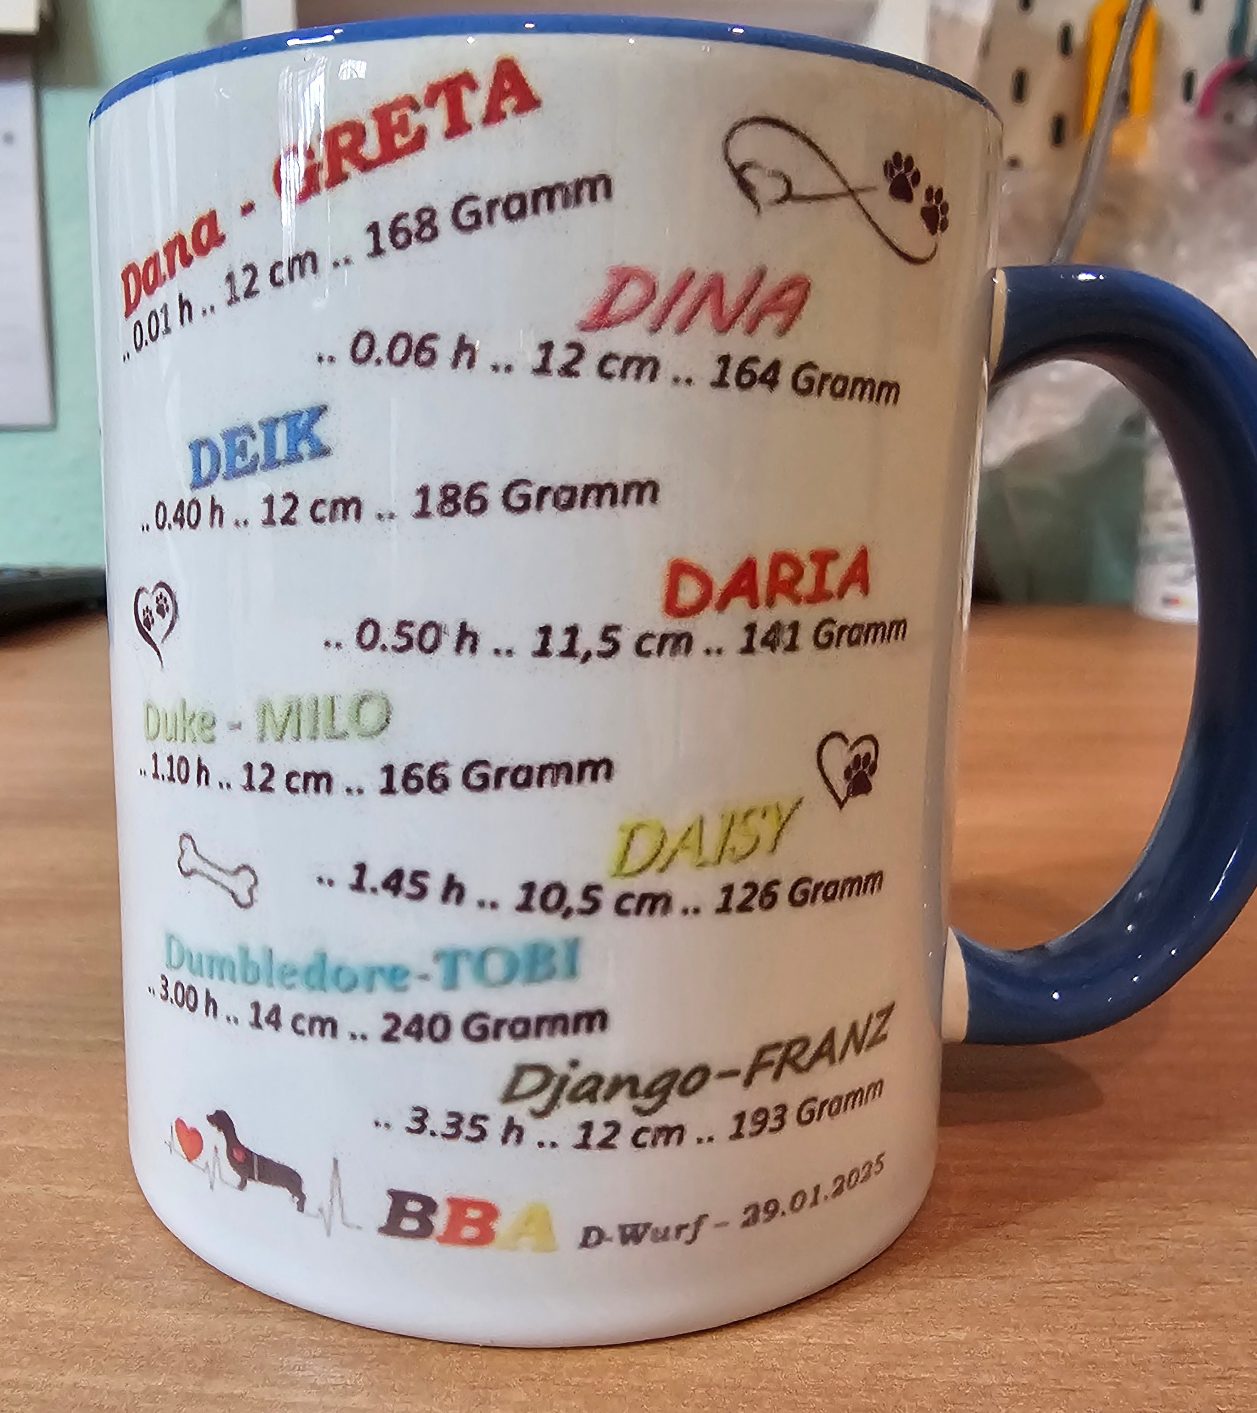 Dana - GRETA
.. 0.01 h .. 12 cm .. 168 Gramm
DINA
.. 0.06 h .. 12 cm .. 164 Gramm
DEIK
.. 0.40 h .. 12 cm .. 186 Gramm
DARIA
.. 0.50 h .. 11,5 cm .. 141 Gramm
Duke - MILO
.. 1.10 h .. 12 cm .. 166 Gramm
DAISY
.. 1.45 h .. 10,5 cm .. 126 Gramm
Dumbledore-TOBI
.. 3.00 h .. 14 cm .. 240 Gramm
Django-FRANZ
.. 3.35 h .. 12 cm .. 193 Gramm
BBA D-Wurf - 29.01.2025